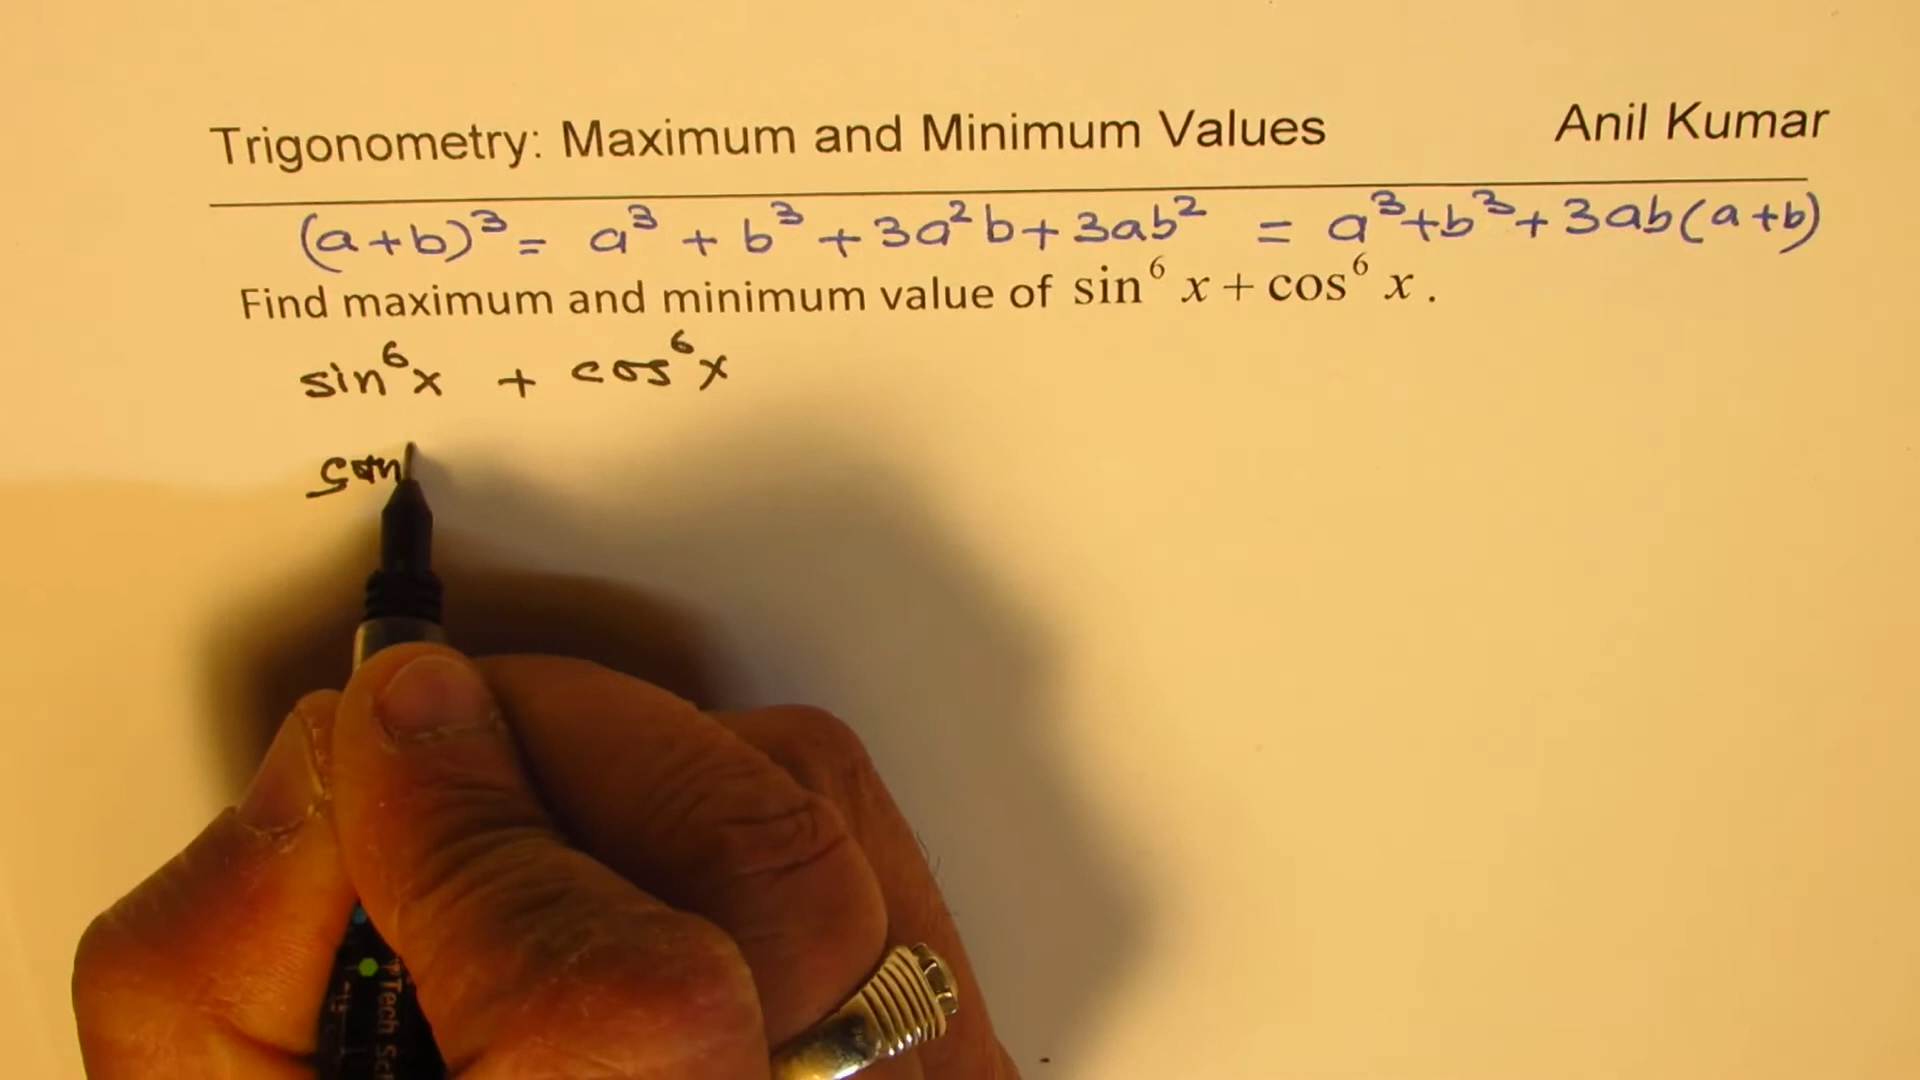 Trigonometry: Maximum and Minimum Values Anil Kumar
(a+b)³ = a³ + b³ + 3a²b + 3ab² = a³+b³+3ab(a+b)
Find maximum and minimum value of sin⁶ x + cos⁶ x .
sin⁶x + cos⁶x
Tech